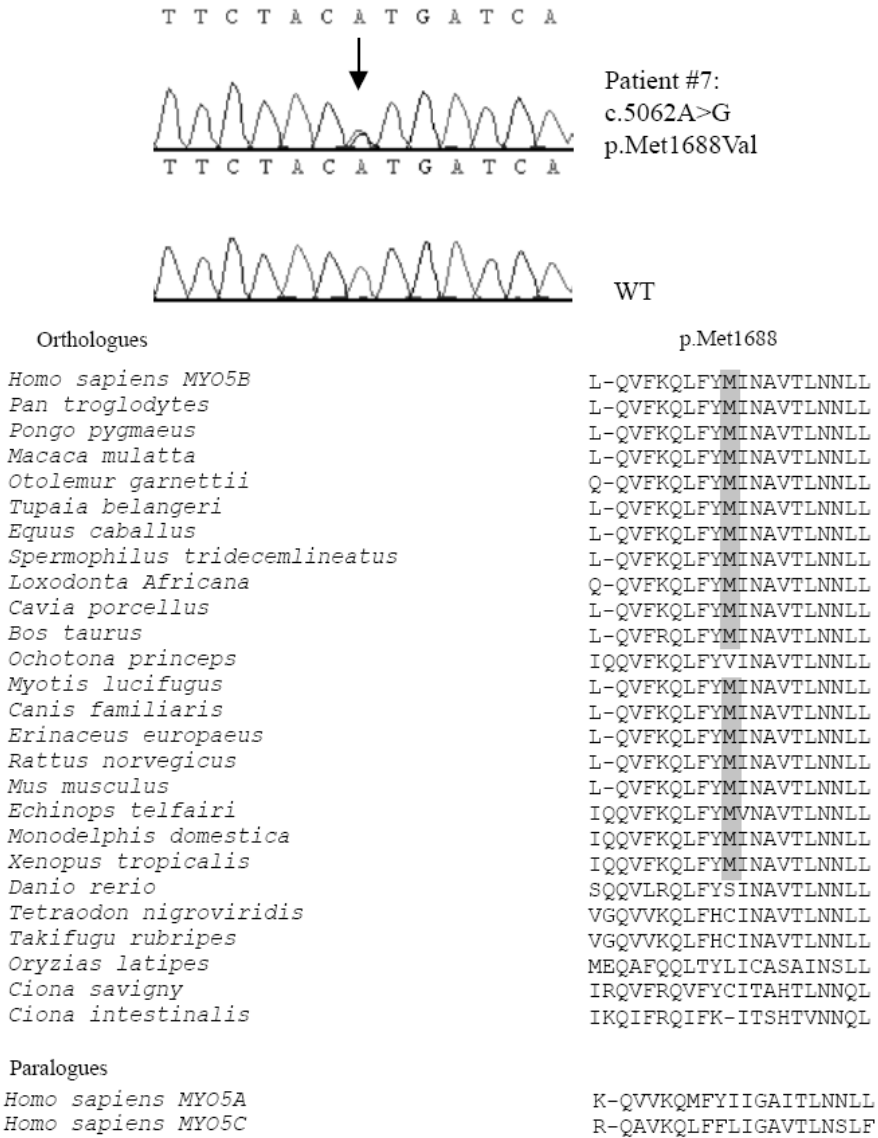 T T C T A C A T G A T C A
Patient #7:
c.5062A>G
p.Met1688Val
T T C T A C A T G A T C A
WT
Orthologues p.Met1688
Homo sapiens MYO5B L-QVFKQLFYMINAVTLNNLL
Pan troglodytes L-QVFKQLFYMINAVTLNNLL
Pongo pygmaeus L-QVFKQLFYMINAVTLNNLL
Macaca mulatta L-QVFKQLFYMINAVTLNNLL
Otolemur garnettii Q-QVFKQLFYMINAVTLNNLL
Tupaia belangeri L-QVFKQLFYMINAVTLNNLL
Equus caballus L-QVFKQLFYMINAVTLNNLL
Spermophilus tridecemlineatus L-QVFKQLFYMINAVTLNNLL
Loxodonta Africana Q-QVFKQLFYMINAVTLNNLL
Cavia porcellus L-QVFKQLFYMINAVTLNNLL
Bos taurus L-QVFRQLFYMINAVTLNNLL
Ochotona princeps IQQVFKQLFYVINAVTLNNLL
Myotis lucifugus L-QVFKQLFYMINAVTLNNLL
Canis familiaris L-QVFKQLFYMINAVTLNNLL
Erinaceus europaeus L-QVFKQLFYMINAVTLNNLL
Rattus norvegicus L-QVFKQLFYMINAVTLNNLL
Mus musculus L-QVFKQLFYMINAVTLNNLL
Echinops telfairi IQQVFKQLFYMVNAVTLNNLL
Monodelphis domestica IQQVFKQLFYMINAVTLNNLL
Xenopus tropicalis IQQVFKQLFYMINAVTLNNLL
Danio rerio SQQVLRQLFYSINAVTLNNLL
Tetraodon nigroviridis VGQVVKQLFHCINAVTLNNLL
Takifugu rubripes VGQVVKQLFHCINAVTLNNLL
Oryzias latipes MEQAFQQLTYLICASAINSLL
Ciona savigny IRQVFRQVFYCITAHTLNNQL
Ciona intestinalis IKQIFRQIFK-ITSHTVNNQL
Paralogues
Homo sapiens MYO5A K-QVVKQMFYIIGAITLNNLL
Homo sapiens MYO5C R-QAVKQLFFLIGAVTLNSLF